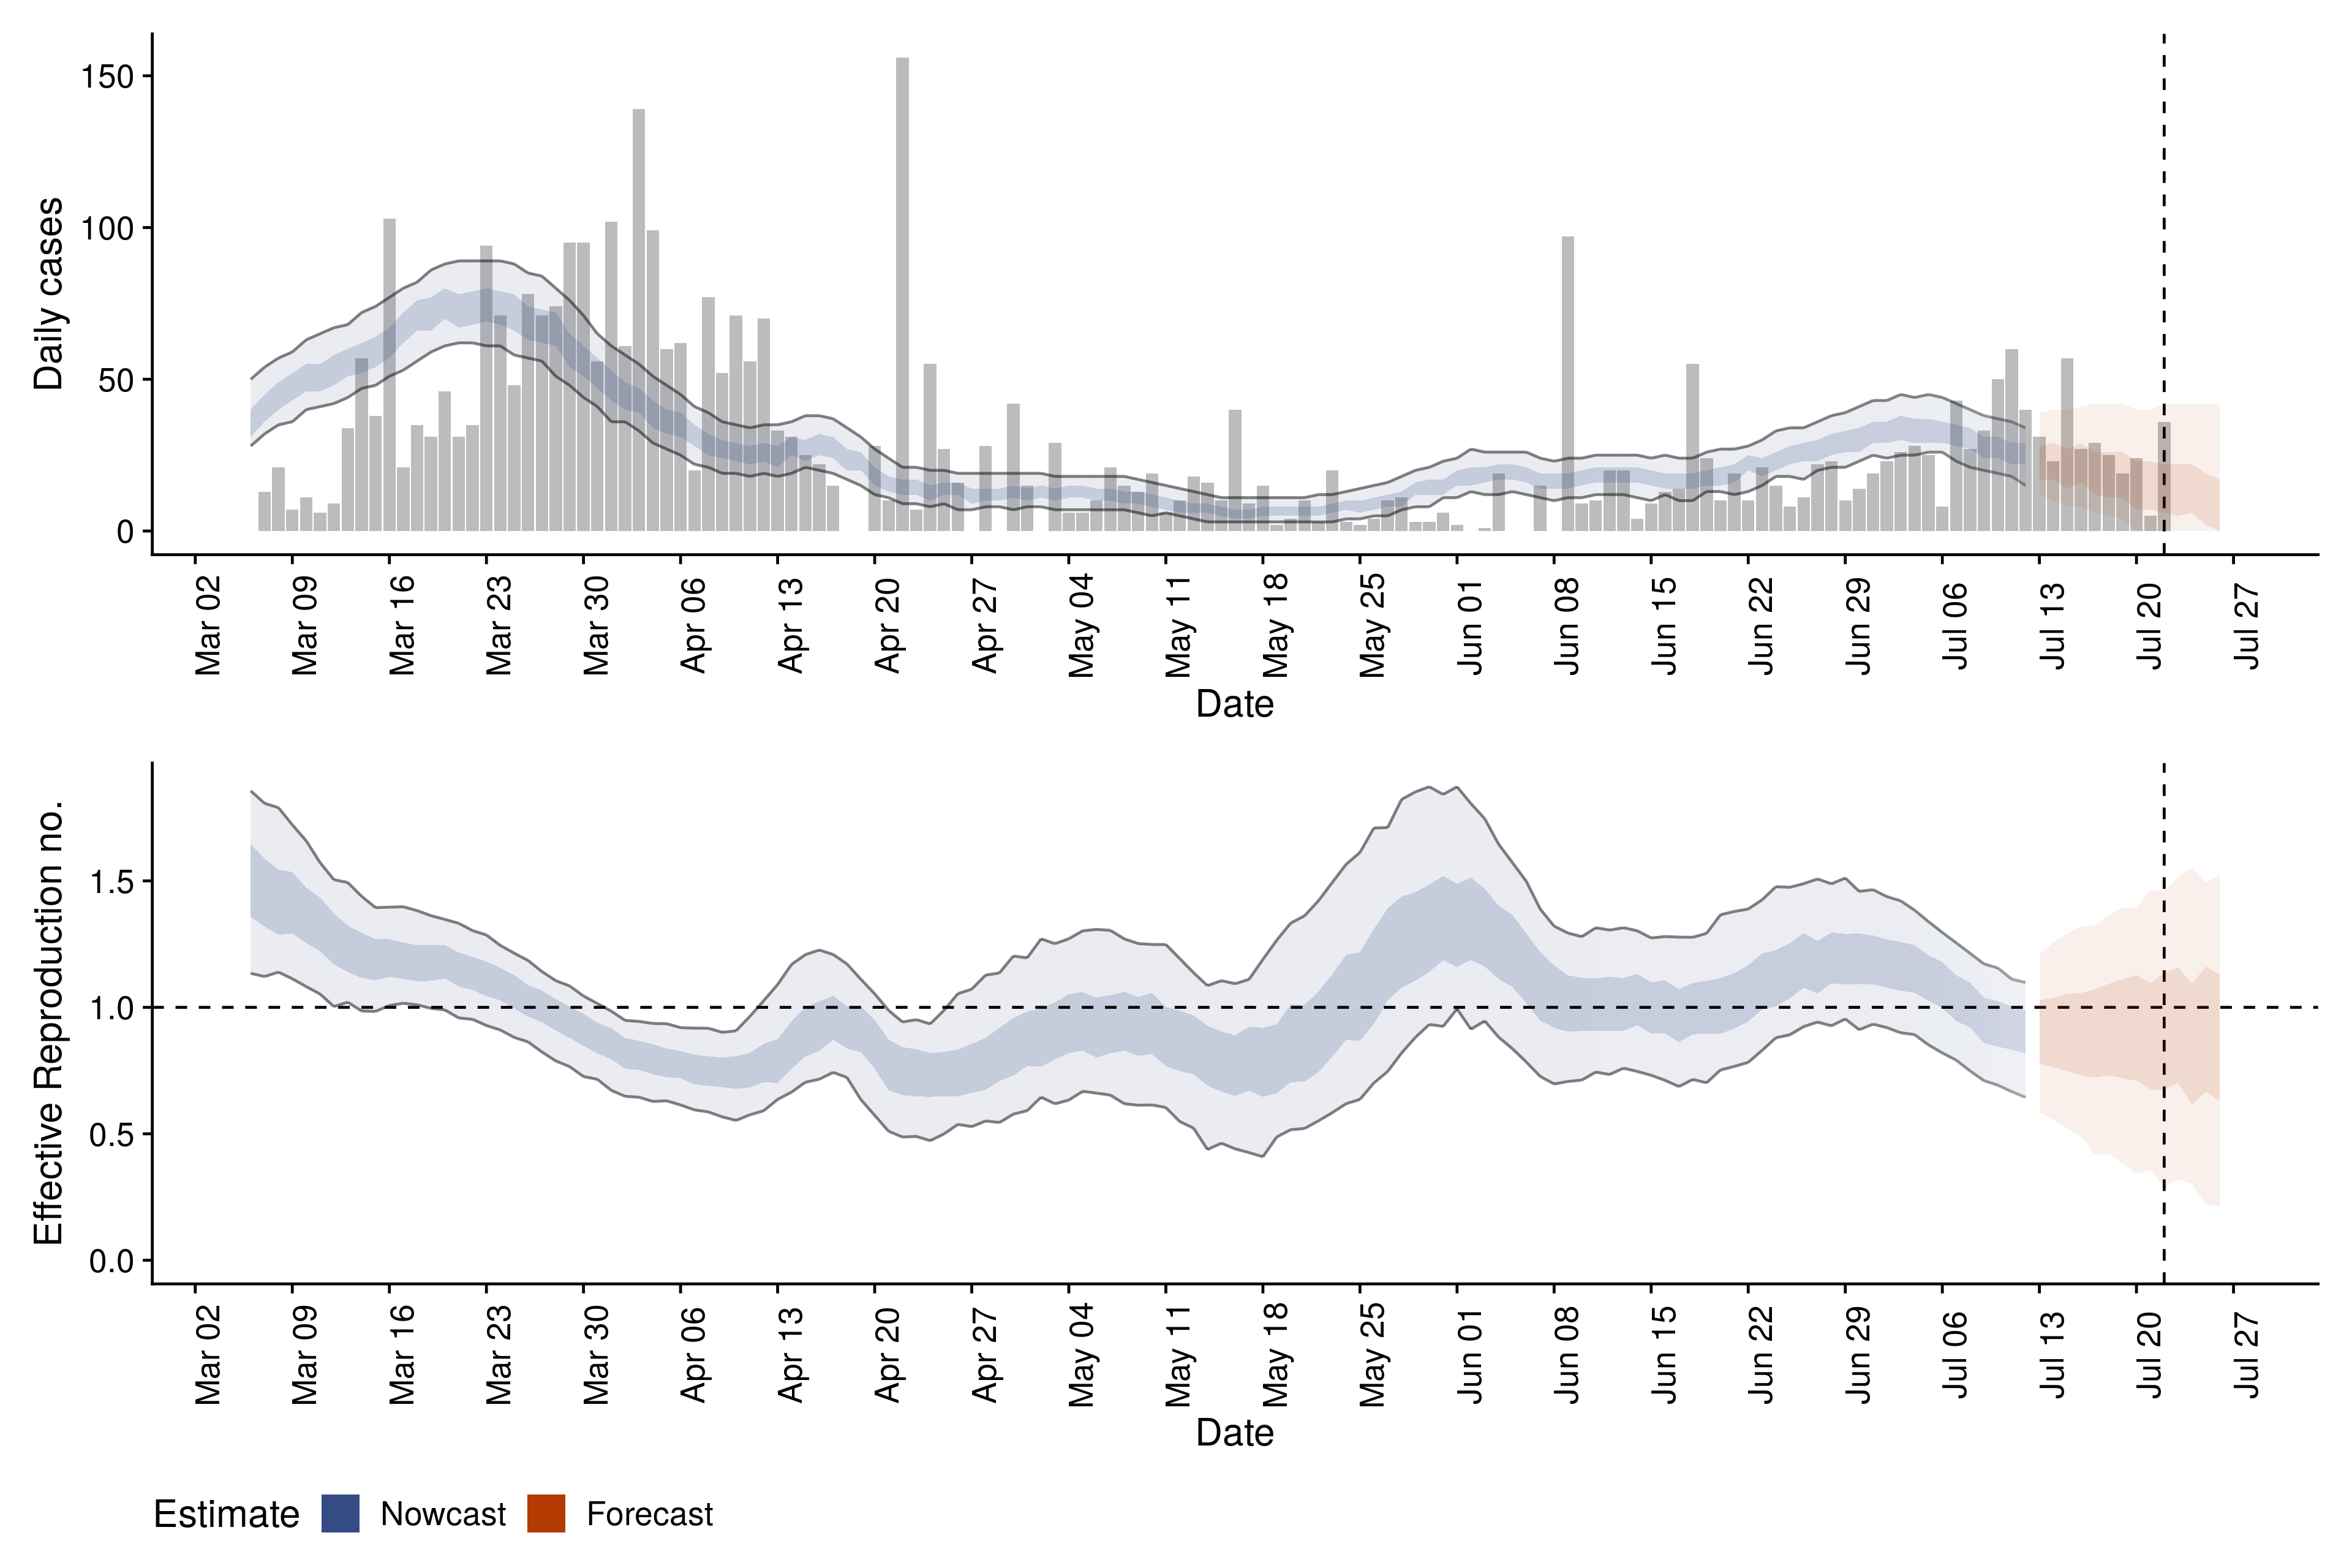 Daily cases
150
100
50
0
Mar 02 Mar 09 Mar 16 Mar 23 Mar 30 Apr 06 Apr 13 Apr 20 Apr 27 May 04 May 11 May 18 May 25 Jun 01 Jun 08 Jun 15 Jun 22 Jun 29 Jul 06 Jul 13 Jul 20 Jul 27
Date
Effective Reproduction no.
1.5
1.0
0.5
0.0
Mar 02 Mar 09 Mar 16 Mar 23 Mar 30 Apr 06 Apr 13 Apr 20 Apr 27 May 04 May 11 May 18 May 25 Jun 01 Jun 08 Jun 15 Jun 22 Jun 29 Jul 06 Jul 13 Jul 20 Jul 27
Date
Estimate Nowcast Forecast